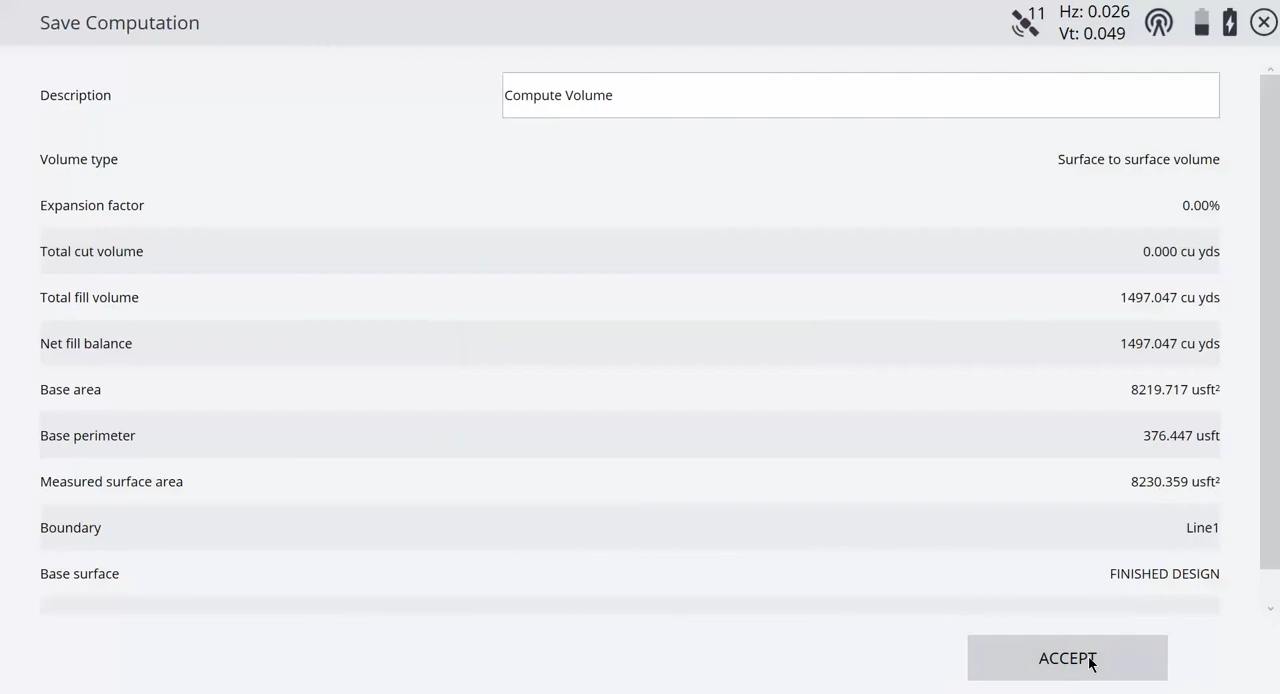 Save Computation
11
Hz: 0.026
Vt: 0.049
Description
Compute Volume
Volume type
Surface to surface volume
Expansion factor
0.00%
Total cut volume
0.000 cu yds
Total fill volume
1497.047 cu yds
Net fill balance
1497.047 cu yds
Base area
8219.717 usft²
Base perimeter
376.447 usft
Measured surface area
8230.359 usft²
Boundary
Line1
Base surface
FINISHED DESIGN
ACCEPT